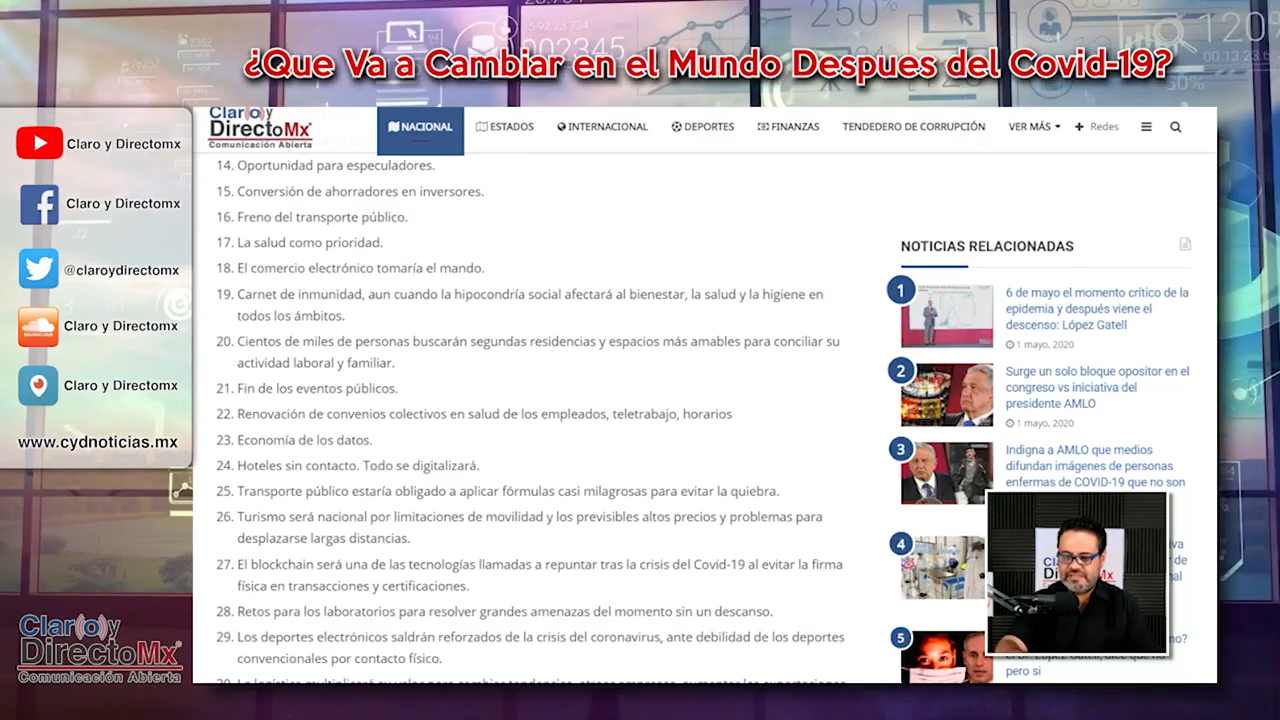 ¿Que Va a Cambiar en el Mundo Despues del Covid-19?
Claro y Directomx
Claro y Directomx
@claroydirectomx
SOUNDCLOUD
Claro y Directomx
Claro y Directomx
www.cydnoticias.mx
Claroy
DirectoMx
Comunicación Abierta
Claroy
DirectoMx
Comunicación Abierta
NACIONAL
ESTADOS
INTERNACIONAL
DEPORTES
FINANZAS
TENDEDERO DE CORRUPCIÓN
VER MÁS
Redes
14. Oportunidad para especuladores.
15. Conversión de ahorradores en inversores.
16. Freno del transporte público.
17. La salud como prioridad.
18. El comercio electrónico tomaría el mando.
19. Carnet de inmunidad, aun cuando la hipocondría social afectará al bienestar, la salud y la higiene en
todos los ámbitos.
20. Cientos de miles de personas buscarán segundas residencias y espacios más amables para conciliar su
actividad laboral y familiar.
21. Fin de los eventos públicos.
22. Renovación de convenios colectivos en salud de los empleados, teletrabajo, horarios
23. Economía de los datos.
24. Hoteles sin contacto. Todo se digitalizará.
25. Transporte público estaría obligado a aplicar fórmulas casi milagrosas para evitar la quiebra.
26. Turismo será nacional por limitaciones de movilidad y los previsibles altos precios y problemas para
desplazarse largas distancias.
27. El blockchain será una de las tecnologías llamadas a repuntar tras la crisis del Covid-19 al evitar la firma
física en transacciones y certificaciones.
28. Retos para los laboratorios para resolver grandes amenazas del momento sin un descanso.
29. Los deportes electrónicos saldrán reforzados de la crisis del coronavirus, ante debilidad de los deportes
convencionales por contacto físico.
NOTICIAS RELACIONADAS
1
6 de mayo el momento crítico de la
epidemia y después viene el
descenso: López Gatell
1 mayo, 2020
2
Surge un solo bloque opositor en el
congreso vs iniciativa del
presidente AMLO
1 mayo, 2020
3
Indigna a AMLO que medios
difundan imágenes de personas
enfermas de COVID-19 que no son
4
5
pero si
250%
002345